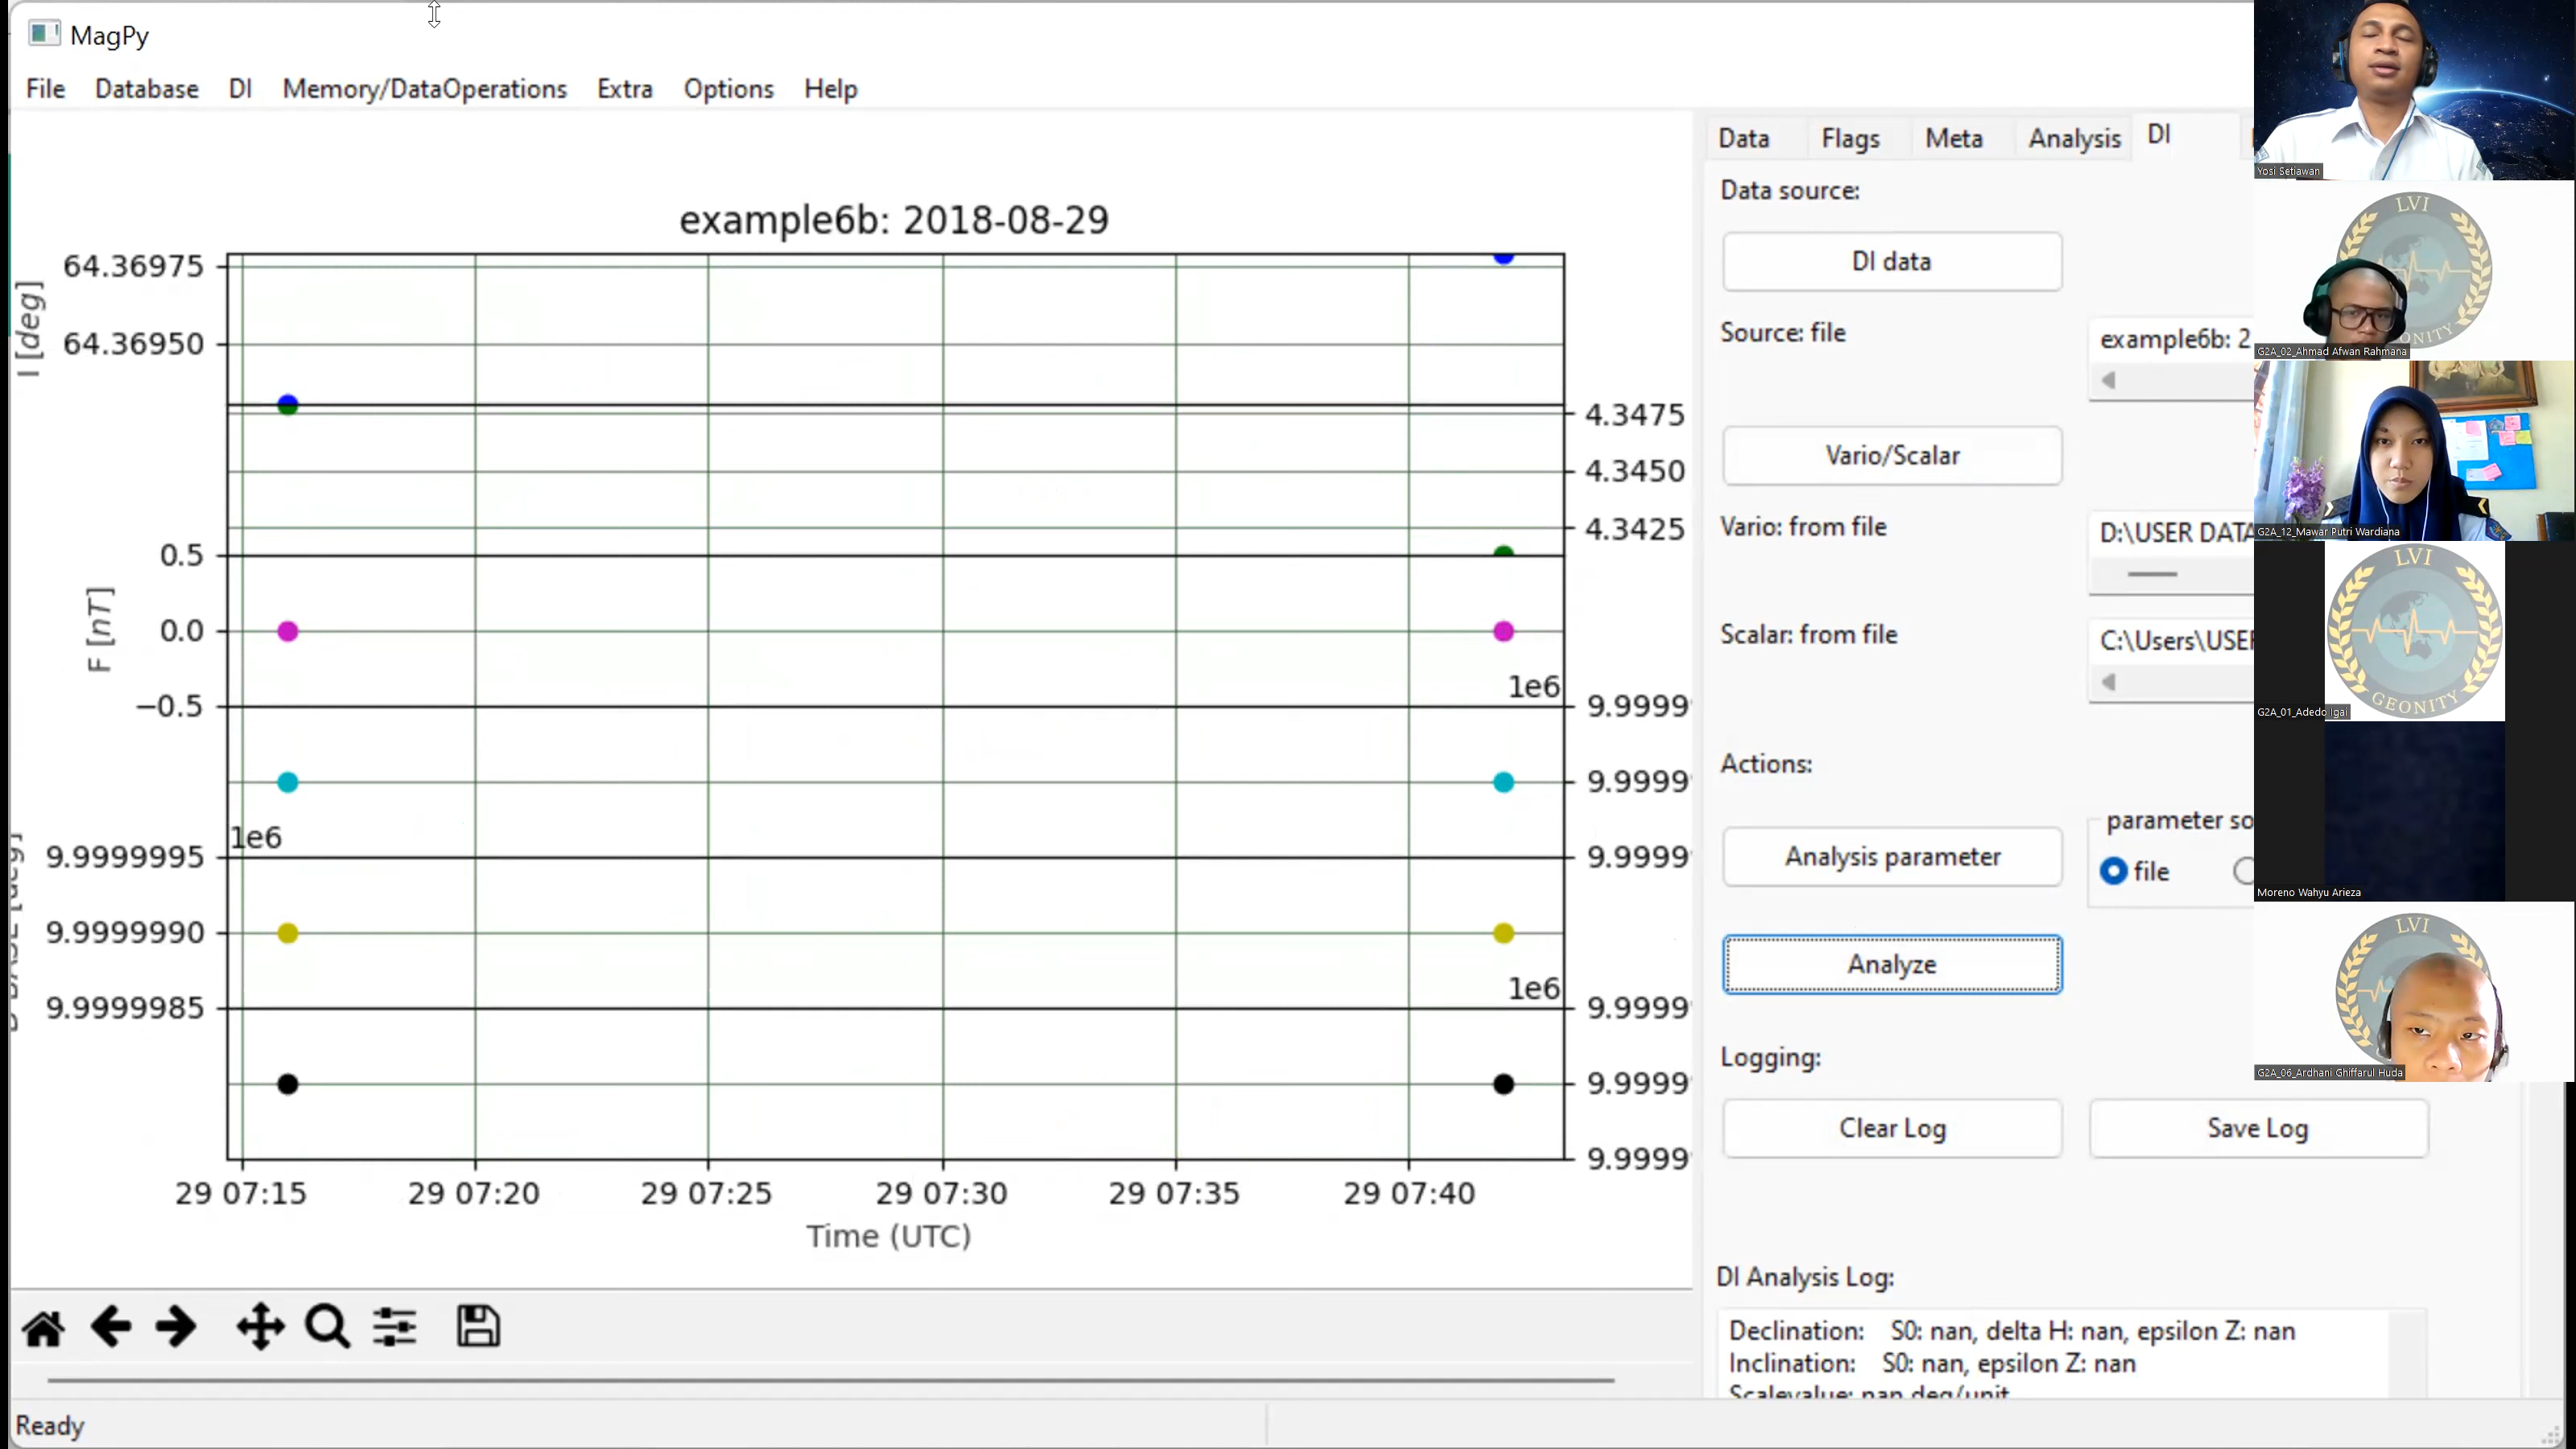 MagPy
File Database DI Memory/DataOperations Extra Options Help
example6b: 2018-08-29
I [deg]
64.36975
64.36950
4.3475
4.3450
4.3425
F [nT]
0.5
0.0
−0.5
1e6
9.9999
9.9999
1e6
9.9999995
9.9999
9.9999990
1e6
9.9999985
9.9999
9.9999
9.9999
29 07:15 29 07:20 29 07:25 29 07:30 29 07:35 29 07:40
Time (UTC)
Ready
Data Flags Meta Analysis DI
Data source:
DI data
Source: file
example6b: 2
Vario/Scalar
Vario: from file
D:\USER DATA
Scalar: from file
C:\Users\USE
Actions:
parameter so
Analysis parameter
file
Analyze
Logging:
Clear Log Save Log
DI Analysis Log:
Declination: S0: nan, delta H: nan, epsilon Z: nan
Inclination: S0: nan, epsilon Z: nan
Scalevalue: nan deg/unit
Yosi Setiawan
LVI
ONITY
G2A_02_Ahmad Afwan Rahmana
G2A_12_Mawar Putri Wardiana
LVI
GEONITY
Moreno Wahyu Arieza
LVI
G2A_06_Ardhani Ghiffarul Huda